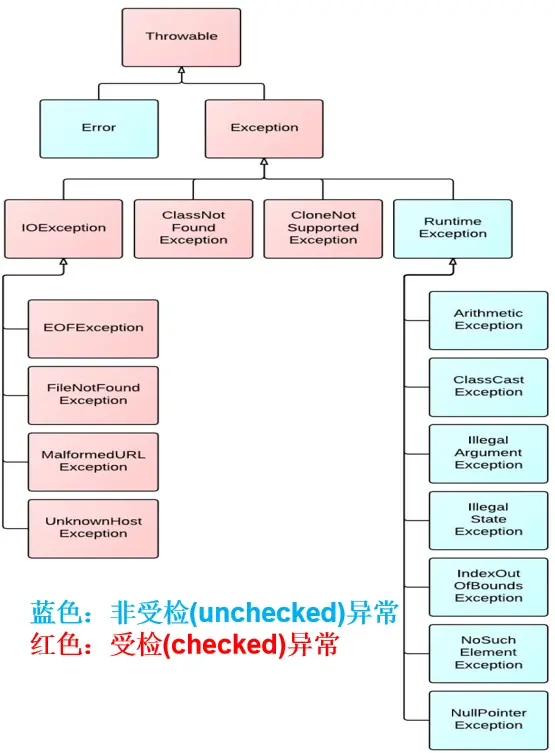 Throwable
Error
Exception
IOException
ClassNot
Found
Exception
CloneNot
Supported
Exception
Runtime
Exception
EOFException
FileNotFound
Exception
MalformedURL
Exception
UnknownHost
Exception
Arithmetic
Exception
ClassCast
Exception
Illegal
Argument
Exception
Illegal
State
Exception
IndexOut
OfBounds
Exception
NoSuch
Element
Exception
NullPointer
Exception
蓝色：非受检(unchecked)异常
红色：受检(checked)异常